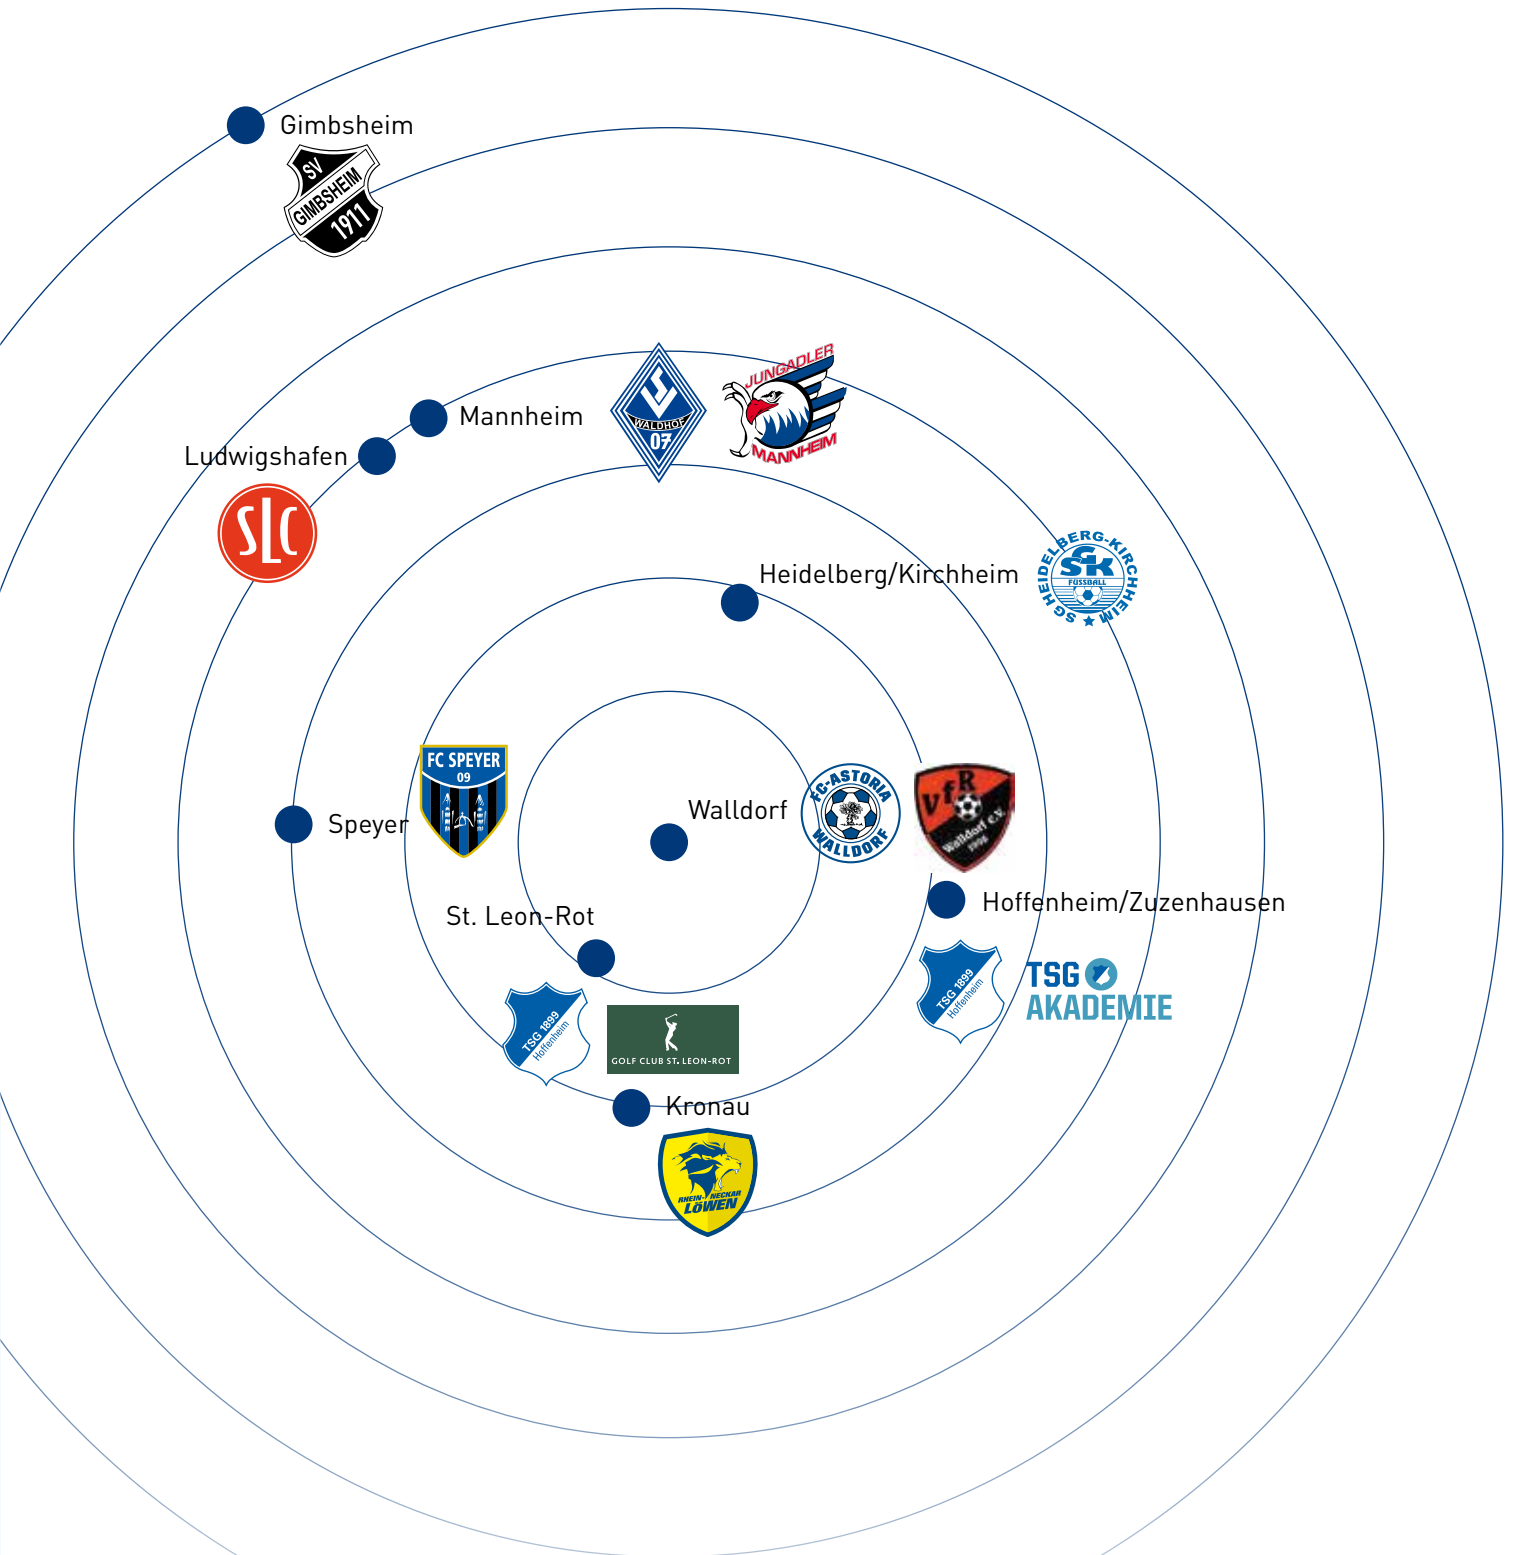 Gimbsheim
SV
GIMBSHEIM
1911
JUNGADLER
MANNHEIM
WALDHOF
07
Mannheim
Ludwigshafen
SLC
Heidelberg/Kirchheim
SG HEIDELBERG-KIRCHHEIM
SGK
FUSSBALL
FC SPEYER
09
Speyer
Walldorf
FC-ASTORIA
WALLDORF
VfR
Walldorf e.V.
Hoffenheim/Zuzenhausen
St. Leon-Rot
TSG 1899
Hoffenheim
TSG
AKADEMIE
TSG 1899
Hoffenheim
GOLF CLUB ST. LEON-ROT
Kronau
RHEIN-NECKAR
LÖWEN